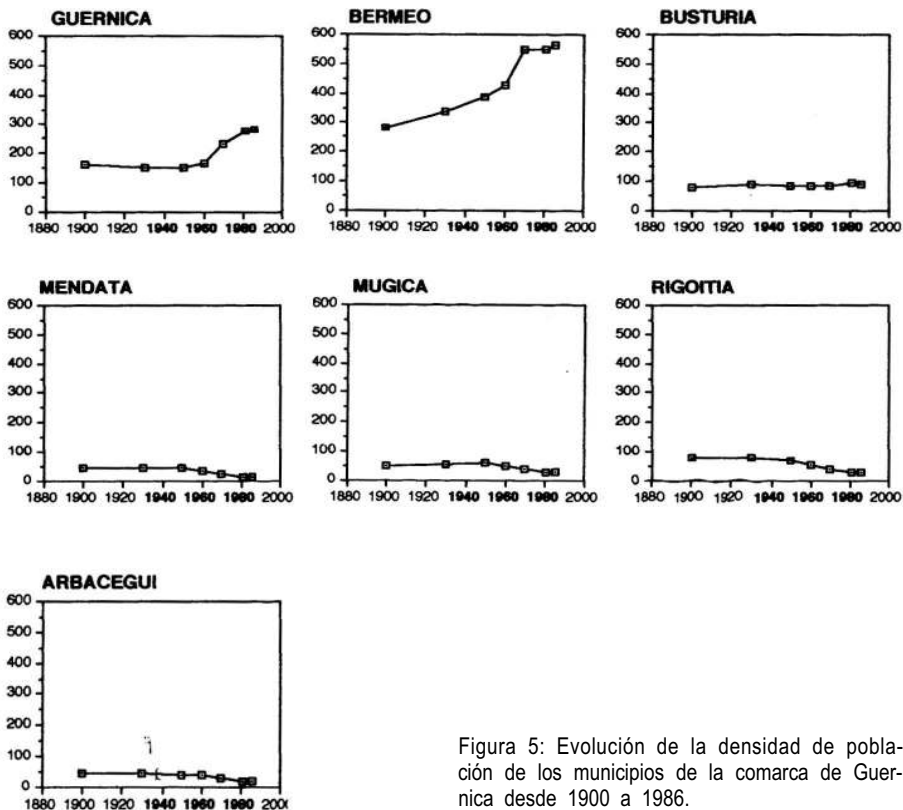 GUERNICA
600
500
400
300
200
100
0
1880 1900 1920 1940 1960 1980 2000
BERMEO
600
500
400
300
200
100
0
1880 1900 1920 1940 1960 1980 2000
BUSTURIA
600
500
400
300
200
100
0
1880 1900 1920 1940 1960 1980 2000
MENDATA
600
500
400
300
200
100
0
1880 1900 1920 1940 1960 1980 2000
MUGICA
600
500
400
300
200
100
0
1880 1900 1920 1940 1960 1980 2000
RIGOITIA
600
500
400
300
200
100
0
1880 1900 1920 1940 1960 1980 2000
ARBACEGUI
600
500
400
300
200
100
0
1880 1900 1920 1940 1960 1980 2000
Figura 5: Evolución de la densidad de pobla-
ción de los municipios de la comarca de Guer-
nica desde 1900 a 1986.